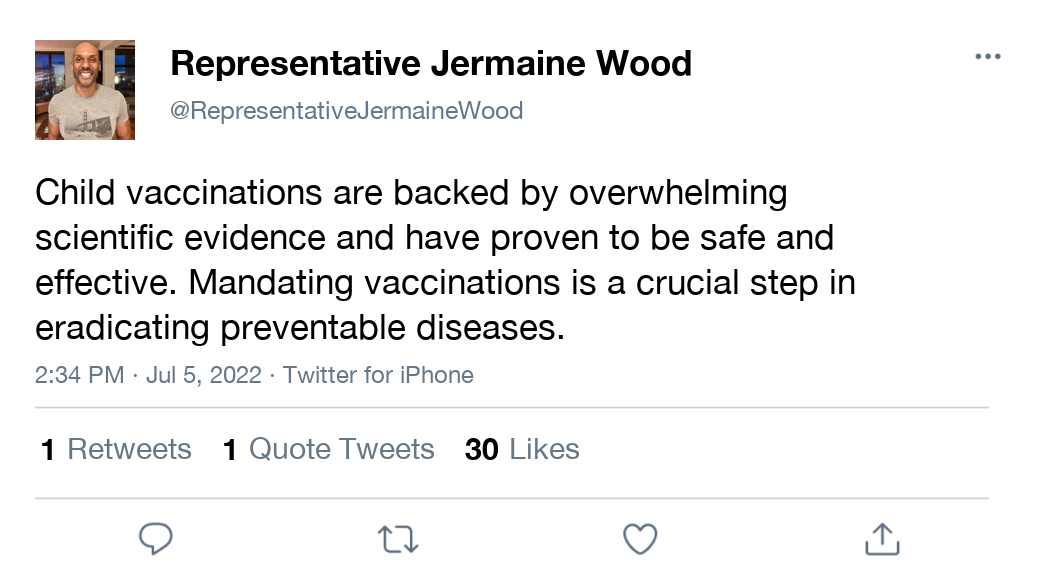 Representative Jermaine Wood
@RepresentativeJermaineWood
Child vaccinations are backed by overwhelming
scientific evidence and have proven to be safe and
effective. Mandating vaccinations is a crucial step in
eradicating preventable diseases.
2:34 PM · Jul 5, 2022 · Twitter for iPhone
1 Retweets 1 Quote Tweets 30 Likes